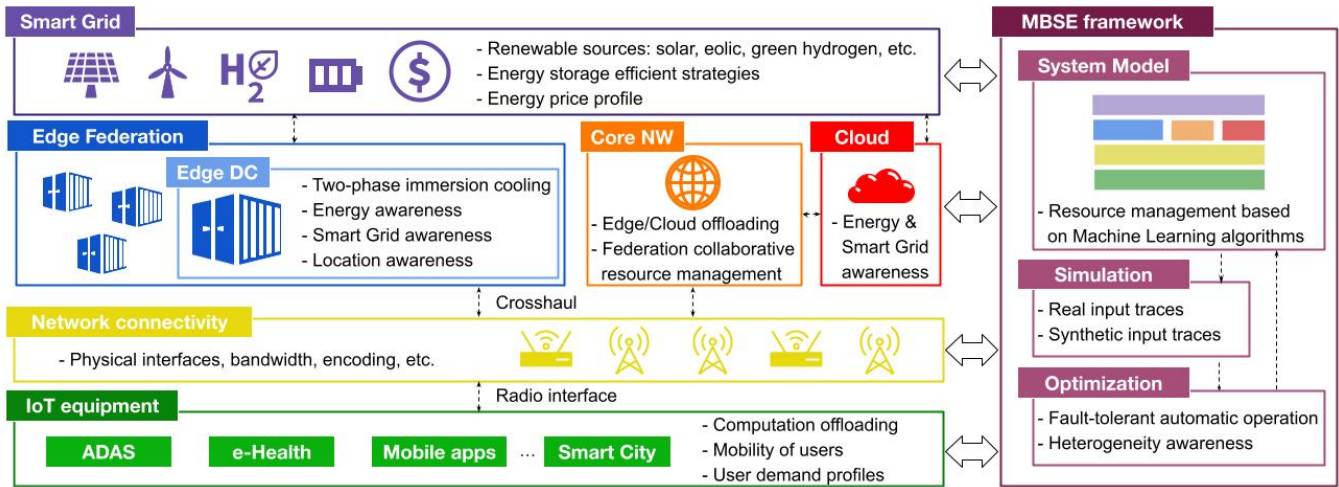 Smart Grid
H2
$
- Renewable sources: solar, eolic, green hydrogen, etc.
- Energy storage efficient strategies
- Energy price profile
Edge Federation
Edge DC
- Two-phase immersion cooling
- Energy awareness
- Smart Grid awareness
- Location awareness
Core NW
- Edge/Cloud offloading
- Federation collaborative
resource management
Cloud
- Energy &
Smart Grid
awareness
Crosshaul
Network connectivity
- Physical interfaces, bandwidth, encoding, etc.
Radio interface
IoT equipment
ADAS
e-Health
Mobile apps
...
Smart City
- Computation offloading
- Mobility of users
- User demand profiles
MBSE framework
System Model
- Resource management based
on Machine Learning algorithms
Simulation
- Real input traces
- Synthetic input traces
Optimization
- Fault-tolerant automatic operation
- Heterogeneity awareness